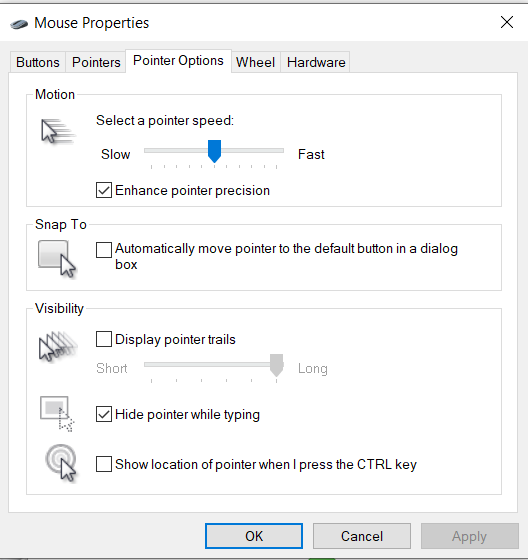 Mouse Properties
Buttons Pointers Pointer Options Wheel Hardware
Motion
Select a pointer speed:
Slow Fast
Enhance pointer precision
Snap To
Automatically move pointer to the default button in a dialog
box
Visibility
Display pointer trails
Short Long
Hide pointer while typing
Show location of pointer when I press the CTRL key
OK Cancel Apply